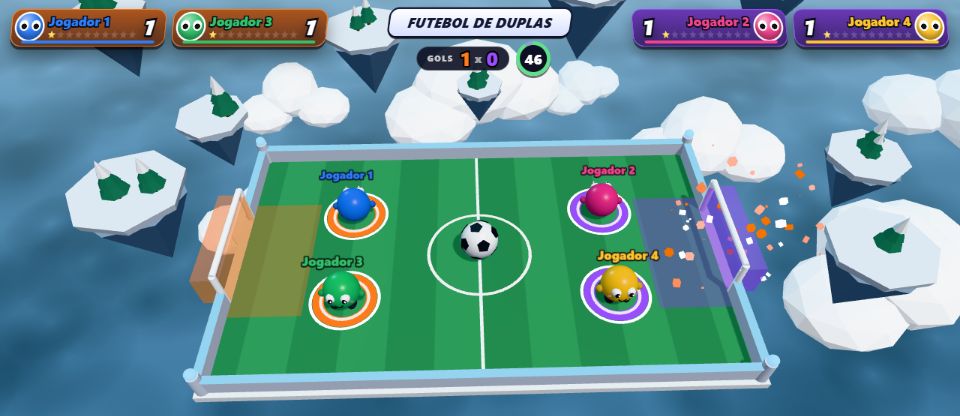 Jogador 1 1
Jogador 3 1
FUTEBOL DE DUPLAS
1 Jogador 2
1 Jogador 4
GOLS 1 x 0 46
Jogador 1
Jogador 2
Jogador 3
Jogador 4